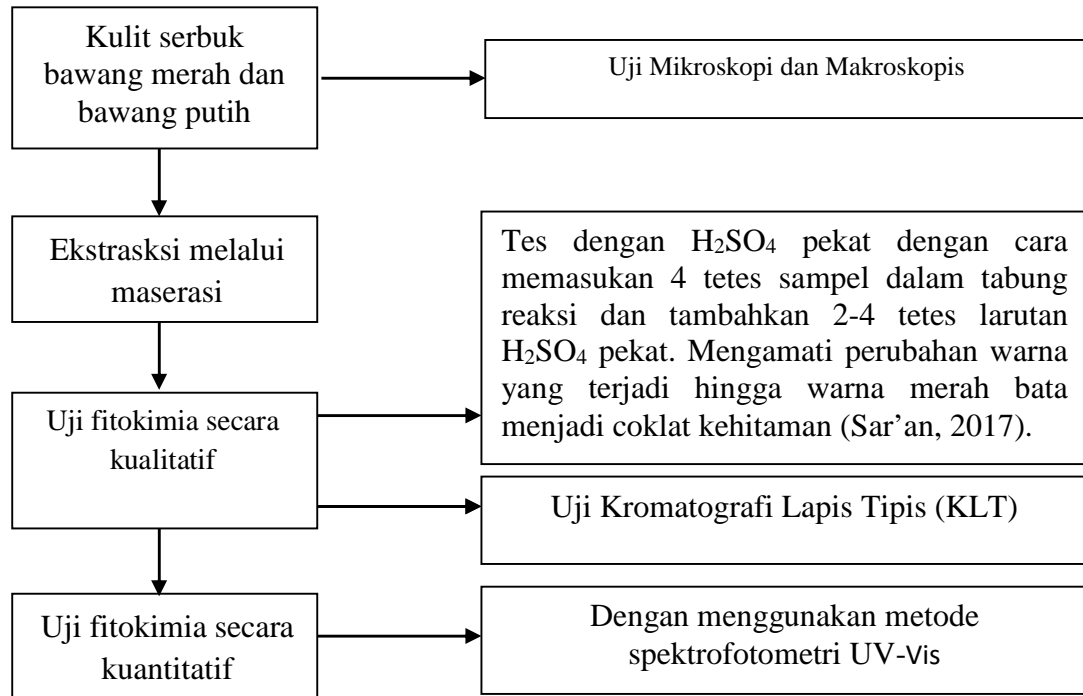 Kulit serbuk
bawang merah dan
bawang putih
Uji Mikroskopi dan Makroskopis
Ekstrasksi melalui
maserasi
Tes dengan H₂SO₄ pekat dengan cara
memasukan 4 tetes sampel dalam tabung
reaksi dan tambahkan 2-4 tetes larutan
H₂SO₄ pekat. Mengamati perubahan warna
yang terjadi hingga warna merah bata
menjadi coklat kehitaman (Sar’an, 2017).
Uji fitokimia secara
kualitatif
Uji Kromatografi Lapis Tipis (KLT)
Uji fitokimia secara
kuantitatif
Dengan menggunakan metode
spektrofotometri UV-Vis